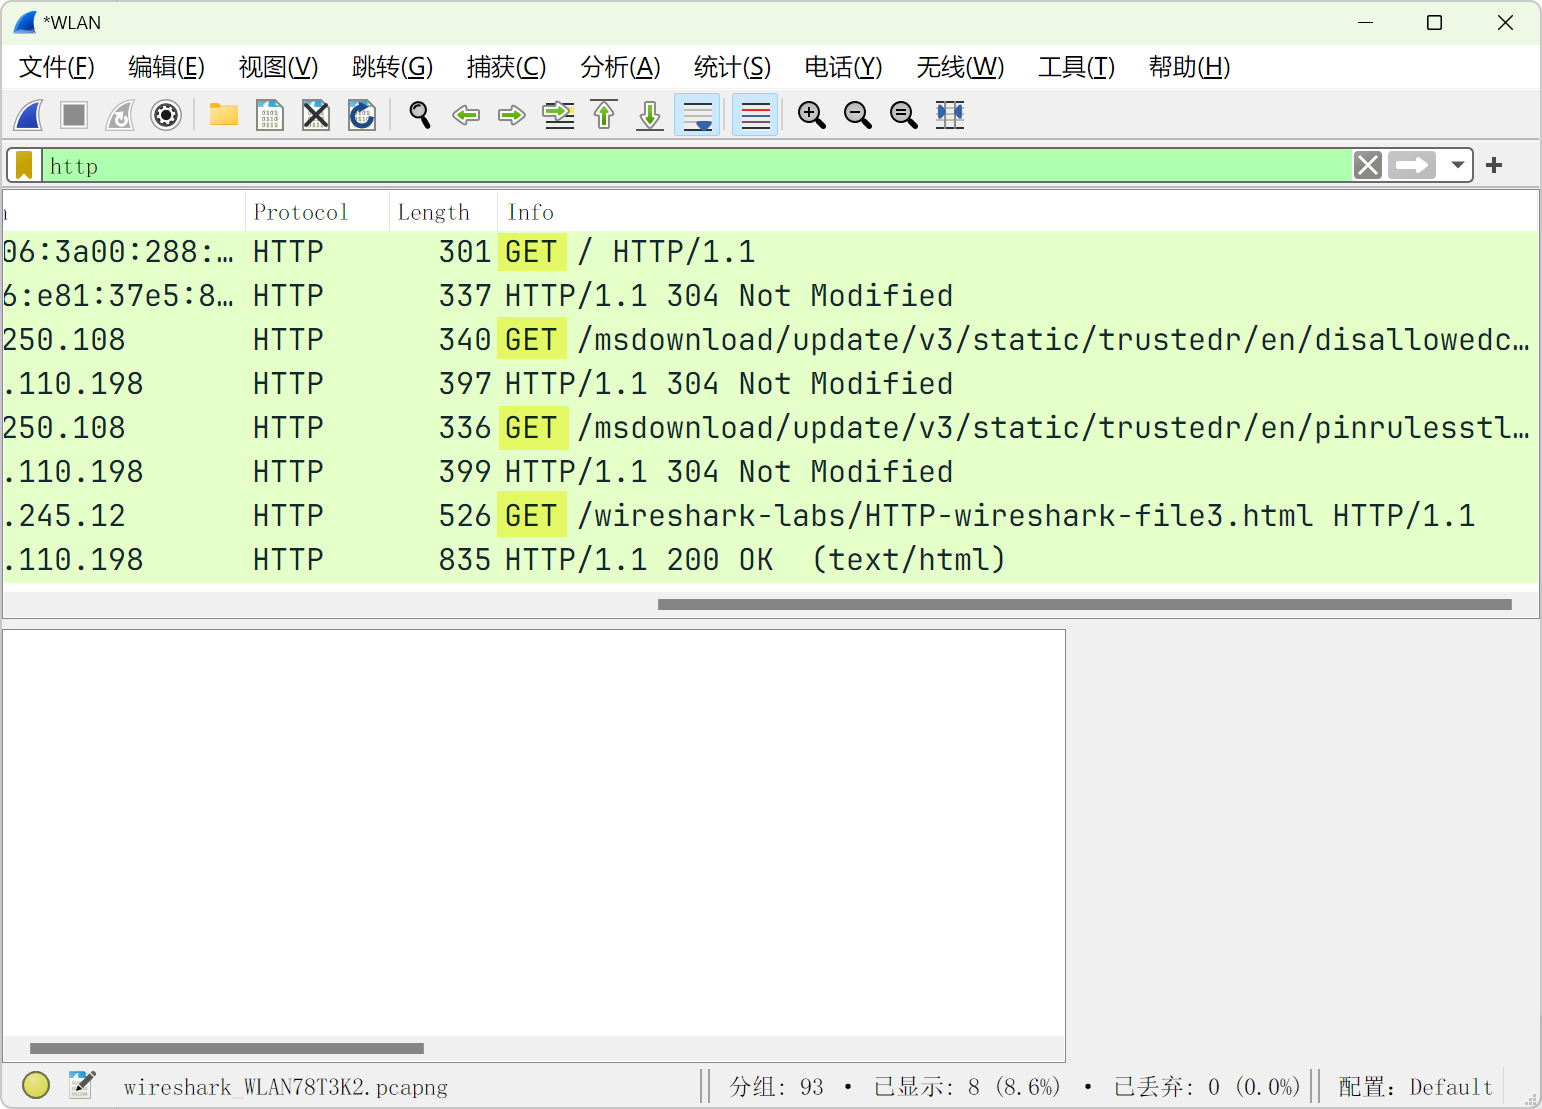 *WLAN
文件(F) 编辑(E) 视图(V) 跳转(G) 捕获(C) 分析(A) 统计(S) 电话(Y) 无线(W) 工具(T) 帮助(H)
http
Protocol Length Info
06:3a00:288:… HTTP 301 GET / HTTP/1.1
6:e81:37e5:8… HTTP 337 HTTP/1.1 304 Not Modified
250.108 HTTP 340 GET /msdownload/update/v3/static/trustedr/en/disallowedc…
.110.198 HTTP 397 HTTP/1.1 304 Not Modified
250.108 HTTP 336 GET /msdownload/update/v3/static/trustedr/en/pinrulesstl…
.110.198 HTTP 399 HTTP/1.1 304 Not Modified
.245.12 HTTP 526 GET /wireshark-labs/HTTP-wireshark-file3.html HTTP/1.1
.110.198 HTTP 835 HTTP/1.1 200 OK (text/html)
wireshark_WLAN78T3K2.pcapng 分组: 93 · 已显示: 8 (8.6%) · 已丢弃: 0 (0.0%) 配置: Default